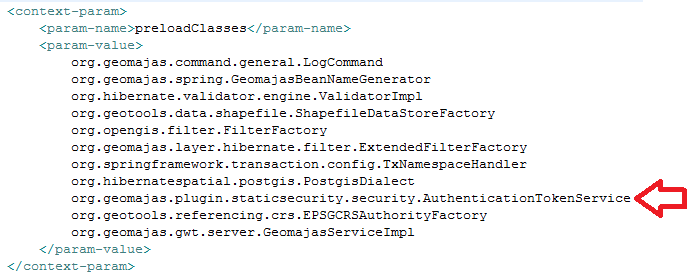 <context-param>
<param-name>preloadClasses</param-name>
<param-value>
org.geomajas.command.general.LogCommand
org.geomajas.spring.GeomajasBeanNameGenerator
org.hibernate.validator.engine.ValidatorImpl
org.geotools.data.shapefile.ShapefileDataStoreFactory
org.opengis.filter.FilterFactory
org.geomajas.layer.hibernate.filter.ExtendedFilterFactory
org.springframework.transaction.config.TxNamespaceHandler
org.hibernatespatial.postgis.PostgisDialect
org.geomajas.plugin.staticsecurity.security.AuthenticationTokenService
org.geotools.referencing.crs.EPSGCRSAuthorityFactory
org.geomajas.gwt.server.GeomajasServiceImpl
</param-value>
</context-param>